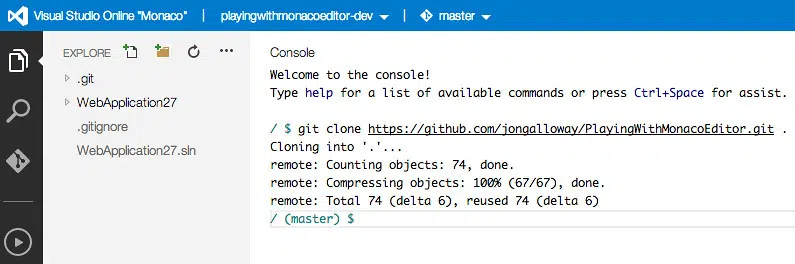 Visual Studio Online "Monaco" playingwithmonacoeditor-dev master
EXPLORE
.git
WebApplication27
.gitignore
WebApplication27.sln
Console
Welcome to the console!
Type help for a list of available commands or press Ctrl+Space for assist.
/ $ git clone https://github.com/jongalloway/PlayingWithMonacoEditor.git .
Cloning into '.'...
remote: Counting objects: 74, done.
remote: Compressing objects: 100% (67/67), done.
remote: Total 74 (delta 6), reused 74 (delta 6)
/ (master) $